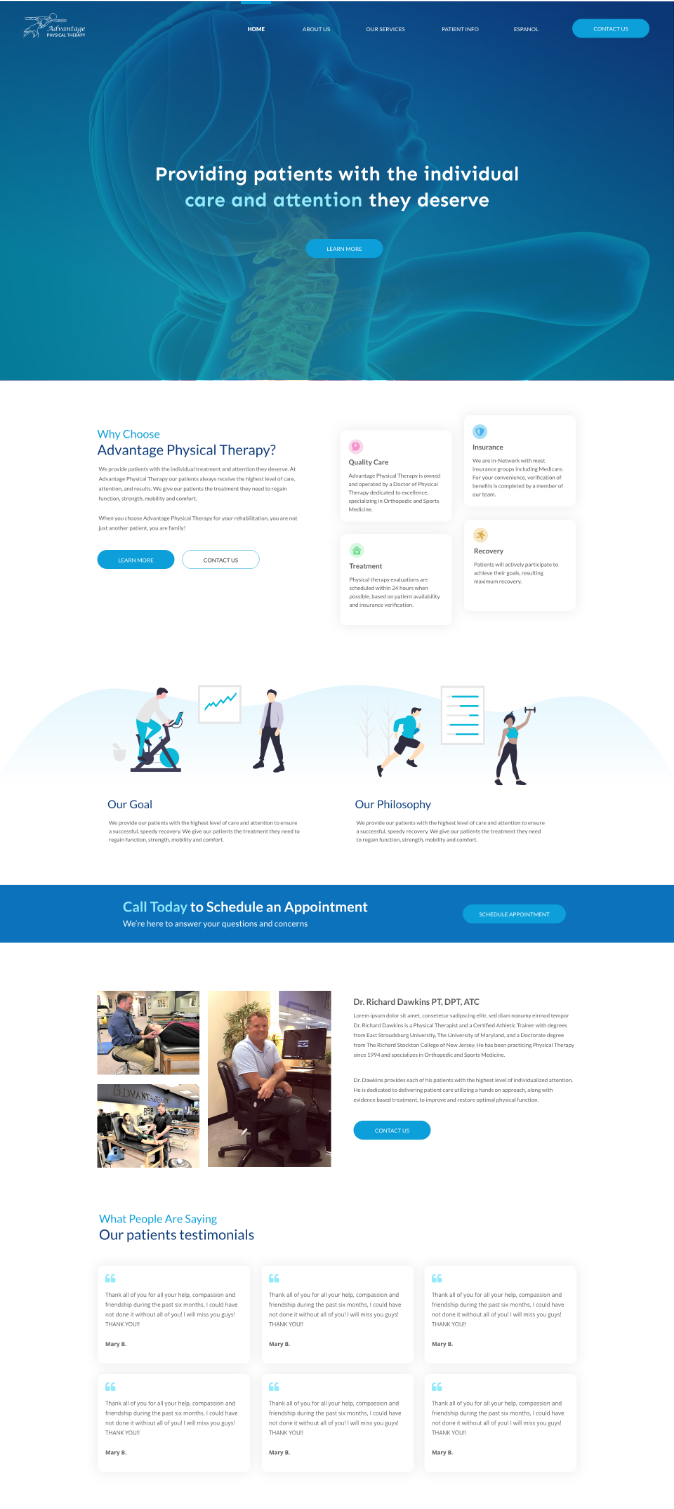 Advantage
PHYSICAL THERAPY
HOME
ABOUT US
OUR SERVICES
PATIENT INFO
ESPANOL
CONTACT US
Providing patients with the individual
care and attention they deserve
LEARN MORE
Why Choose
Advantage Physical Therapy?
We provide patients with the individual treatment and attention they deserve. At
Advantage Physical Therapy our patients always receive the highest level of care,
attention, and results. We give our patients the treatment they need to regain
function, strength, mobility and comfort.
When you choose Advantage Physical Therapy for your rehabilitation, you are not
just another patient, you are family!
LEARN MORE
CONTACT US
Quality Care
Advantage Physical Therapy is owned
and operated by a Doctor of Physical
Therapy dedicated to excellence,
specializing in Orthopedic and Sports
Medicine.
Insurance
We are in-Network with most
insurance groups including Medicare.
For your convenience, verification of
benefits is completed by a member of
our team.
Treatment
Physical therapy evaluations are
scheduled within 24 hours when
possible, based on patient availability
and insurance verification.
Recovery
Patients will actively participate to
achieve their goals, resulting
maximum recovery.
Our Goal
We provide our patients with the highest level of care and attention to ensure
a successful, speedy recovery. We give our patients the treatment they need to
regain function, strength, mobility and comfort.
Our Philosophy
We provide our patients with the highest level of care and attention to ensure
a successful, speedy recovery. We give our patients the treatment they need
to regain function, strength, mobility and comfort.
Call Today to Schedule an Appointment
We're here to answer your questions and concerns
SCHEDULE APPOINTMENT
Dr. Richard Dawkins PT, DPT, ATC
Lorem ipsum dolor sit amet, consetetur sadipscing elitr, sed diam nonumy eirmod tempor
Dr. Richard Dawkins is a Physical Therapist and a Certified Athletic Trainer with degrees
from East Stroudsburg University, The University of Maryland, and a Doctorate degree
from The Richard Stockton College of New Jersey. He has been practicing Physical Therapy
since 1994 and specializes in Orthopedic and Sports Medicine.
Dr. Dawkins provides each of his patients with the highest level of individualized attention.
He is dedicated to delivering patient care utilizing a hands on approach, along with
evidence based treatment, to improve and restore optimal physical function.
CONTACT US
What People Are Saying
Our patients testimonials
Thank all of you for all your help, compassion and
friendship during the past six months, I could have
not done it without all of you! I will miss you guys!
THANK YOU!!
Mary B.
Thank all of you for all your help, compassion and
friendship during the past six months, I could have
not done it without all of you! I will miss you guys!
THANK YOU!!
Mary B.
Thank all of you for all your help, compassion and
friendship during the past six months, I could have
not done it without all of you! I will miss you guys!
THANK YOU!!
Mary B.
Thank all of you for all your help, compassion and
friendship during the past six months, I could have
not done it without all of you! I will miss you guys!
THANK YOU!!
Mary B.
Thank all of you for all your help, compassion and
friendship during the past six months, I could have
not done it without all of you! I will miss you guys!
THANK YOU!!
Mary B.
Thank all of you for all your help, compassion and
friendship during the past six months, I could have
not done it without all of you! I will miss you guys!
THANK YOU!!
Mary B.